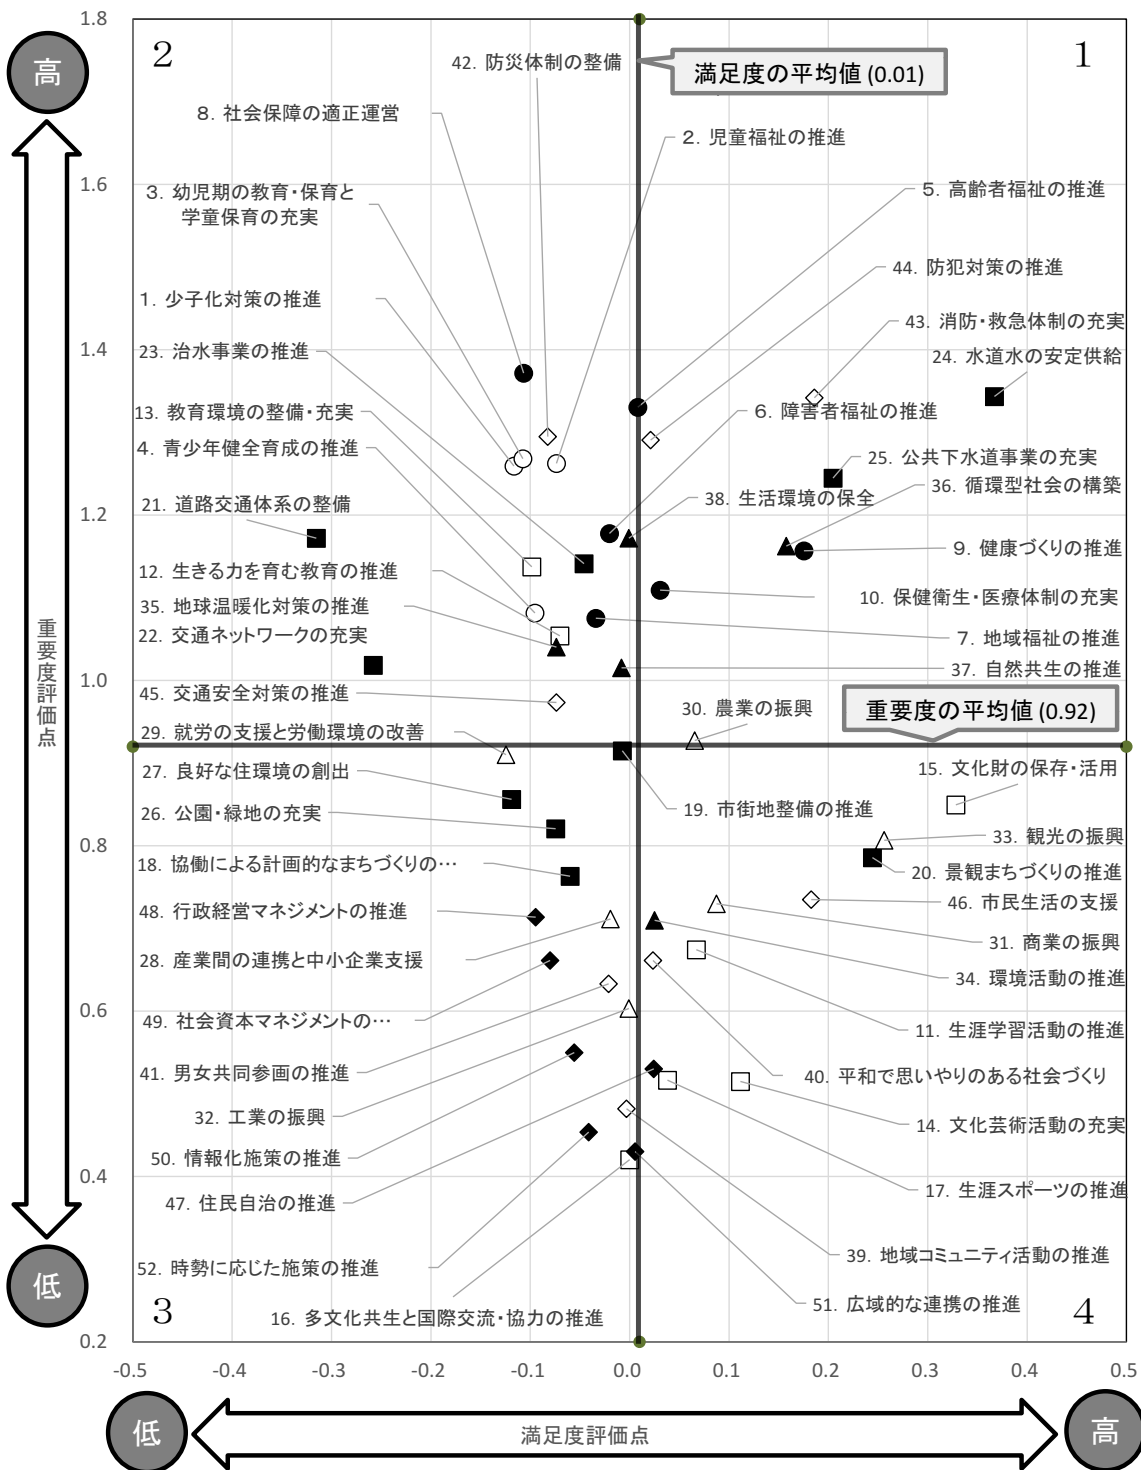 1.8
2
1
42. 防災体制の整備
満足度の平均値 (0.01)
高
8. 社会保障の適正運営
2. 児童福祉の推進
1.6
3. 幼児期の教育・保育と
学童保育の充実
5. 高齢者福祉の推進
44. 防犯対策の推進
1. 少子化対策の推進
43. 消防・救急体制の充実
1.4
23. 治水事業の推進
24. 水道水の安定供給
13. 教育環境の整備・充実
6. 障害者福祉の推進
4. 青少年健全育成の推進
25. 公共下水道事業の充実
36. 循環型社会の構築
21. 道路交通体系の整備
38. 生活環境の保全
1.2
9. 健康づくりの推進
12. 生きる力を育む教育の推進
35. 地球温暖化対策の推進
10. 保健衛生・医療体制の充実
22. 交通ネットワークの充実
7. 地域福祉の推進
37. 自然共生の推進
1.0
45. 交通安全対策の推進
重要度評価点
30. 農業の振興
重要度の平均値 (0.92)
29. 就労の支援と労働環境の改善
27. 良好な住環境の創出
15. 文化財の保存・活用
26. 公園・緑地の充実
19. 市街地整備の推進
33. 観光の振興
0.8
18. 協働による計画的なまちづくりの…
20. 景観まちづくりの推進
48. 行政経営マネジメントの推進
46. 市民生活の支援
31. 商業の振興
28. 産業間の連携と中小企業支援
34. 環境活動の推進
0.6
49. 社会資本マネジメントの…
11. 生涯学習活動の推進
41. 男女共同参画の推進
40. 平和で思いやりのある社会づくり
32. 工業の振興
14. 文化芸術活動の充実
50. 情報化施策の推進
0.4
47. 住民自治の推進
17. 生涯スポーツの推進
52. 時勢に応じた施策の推進
39. 地域コミュニティ活動の推進
低
3
16. 多文化共生と国際交流・協力の推進
51. 広域的な連携の推進
4
0.2
-0.5 -0.4 -0.3 -0.2 -0.1 0.0 0.1 0.2 0.3 0.4 0.5
低
満足度評価点
高